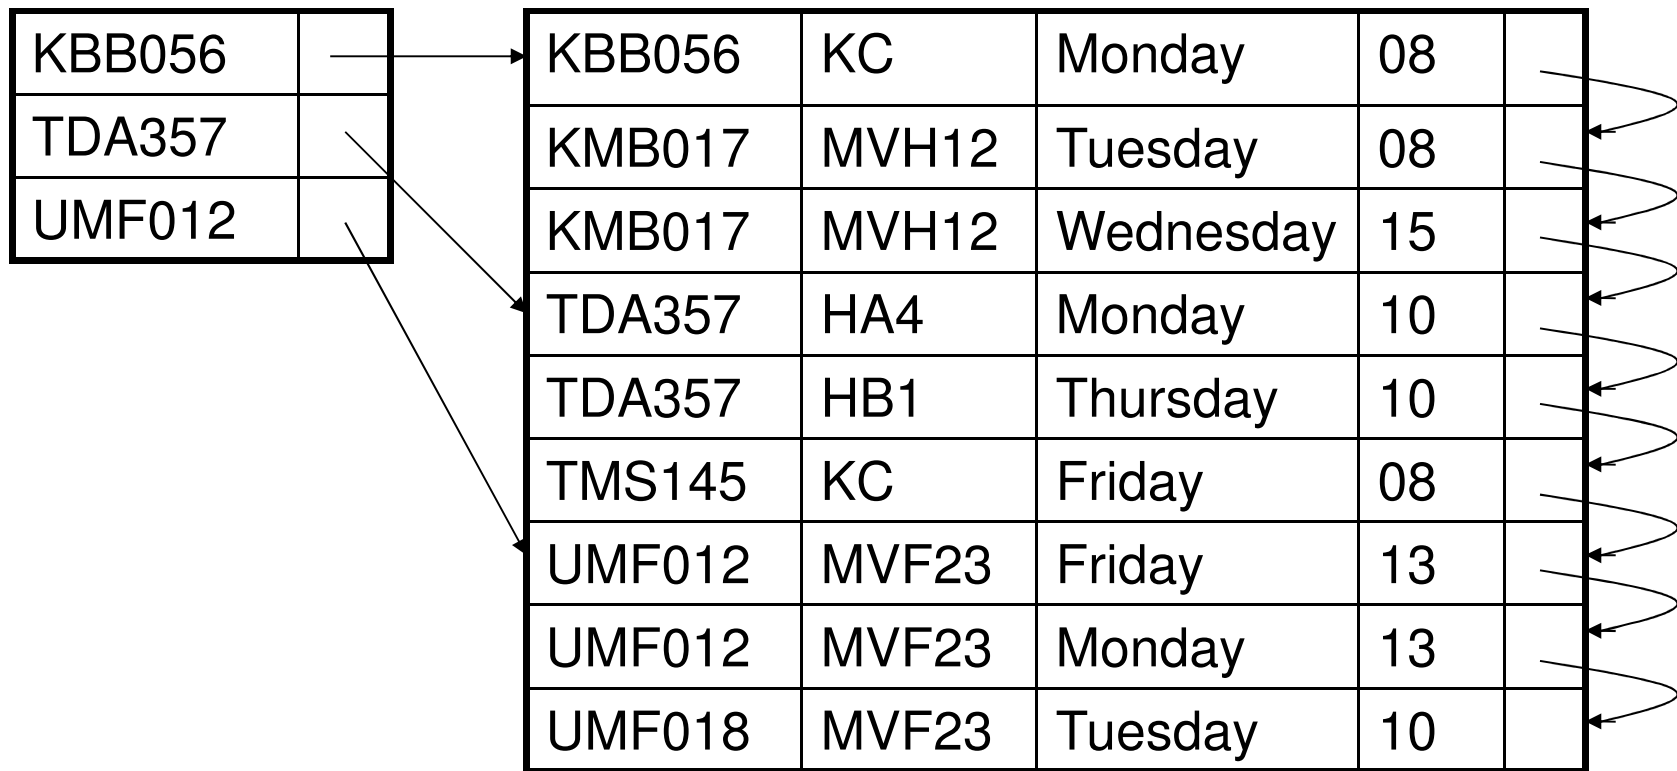 KBB056
TDA357
UMF012
KBB056 KC Monday 08
KMB017 MVH12 Tuesday 08
KMB017 MVH12 Wednesday 15
TDA357 HA4 Monday 10
TDA357 HB1 Thursday 10
TMS145 KC Friday 08
UMF012 MVF23 Friday 13
UMF012 MVF23 Monday 13
UMF018 MVF23 Tuesday 10